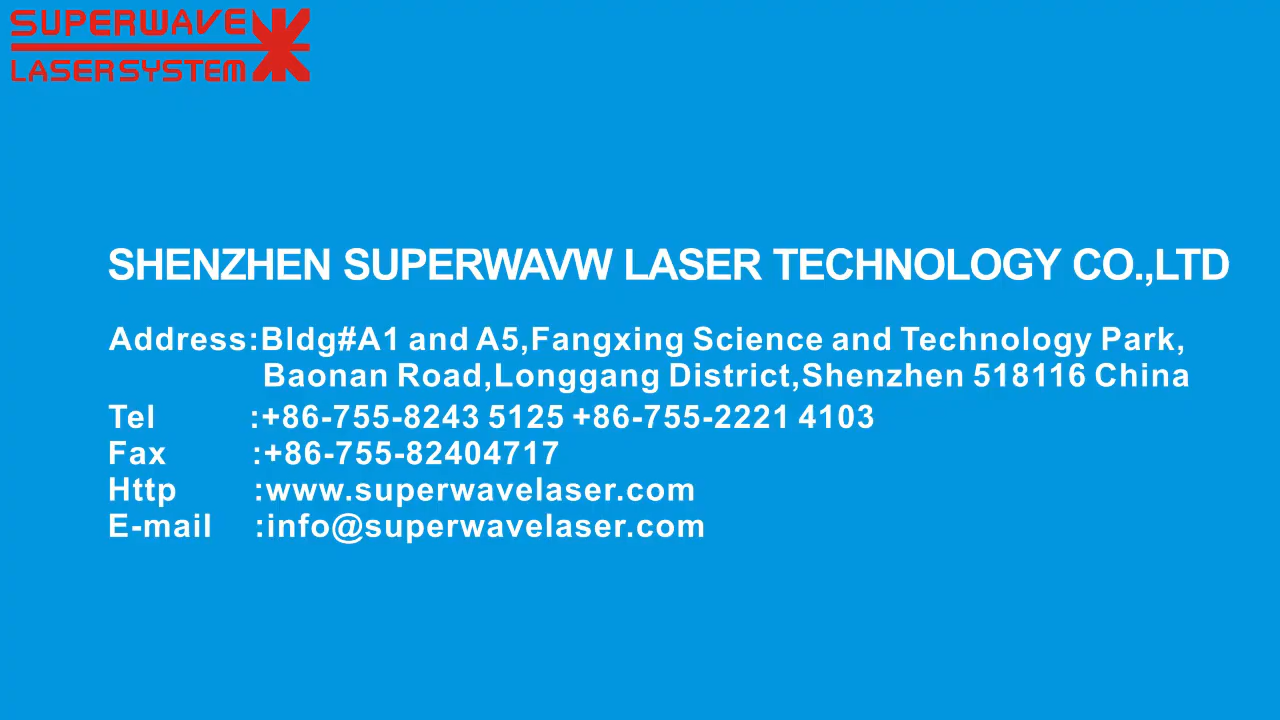 SUPERWAVE
LASER SYSTEM
SHENZHEN SUPERWAVW LASER TECHNOLOGY CO.,LTD
Address:Bldg#A1 and A5,Fangxing Science and Technology Park,
Baonan Road,Longgang District,Shenzhen 518116 China
Tel :+86-755-8243 5125 +86-755-2221 4103
Fax :+86-755-82404717
Http :www.superwavelaser.com
E-mail :info@superwavelaser.com